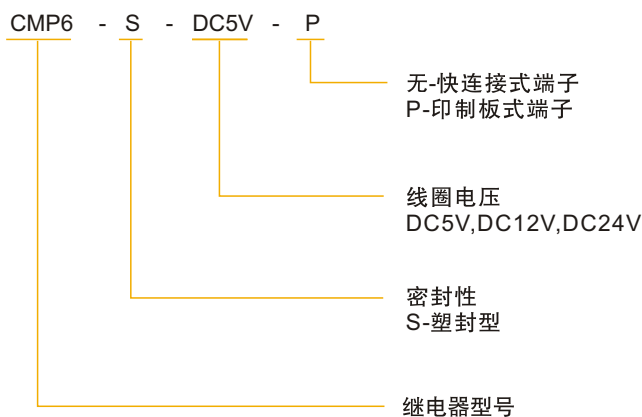 CMP6 - S - DC5V - P
无-快连接式端子
P-印制板式端子
线圈电压
DC5V,DC12V,DC24V
密封性
S-塑封型
继电器型号